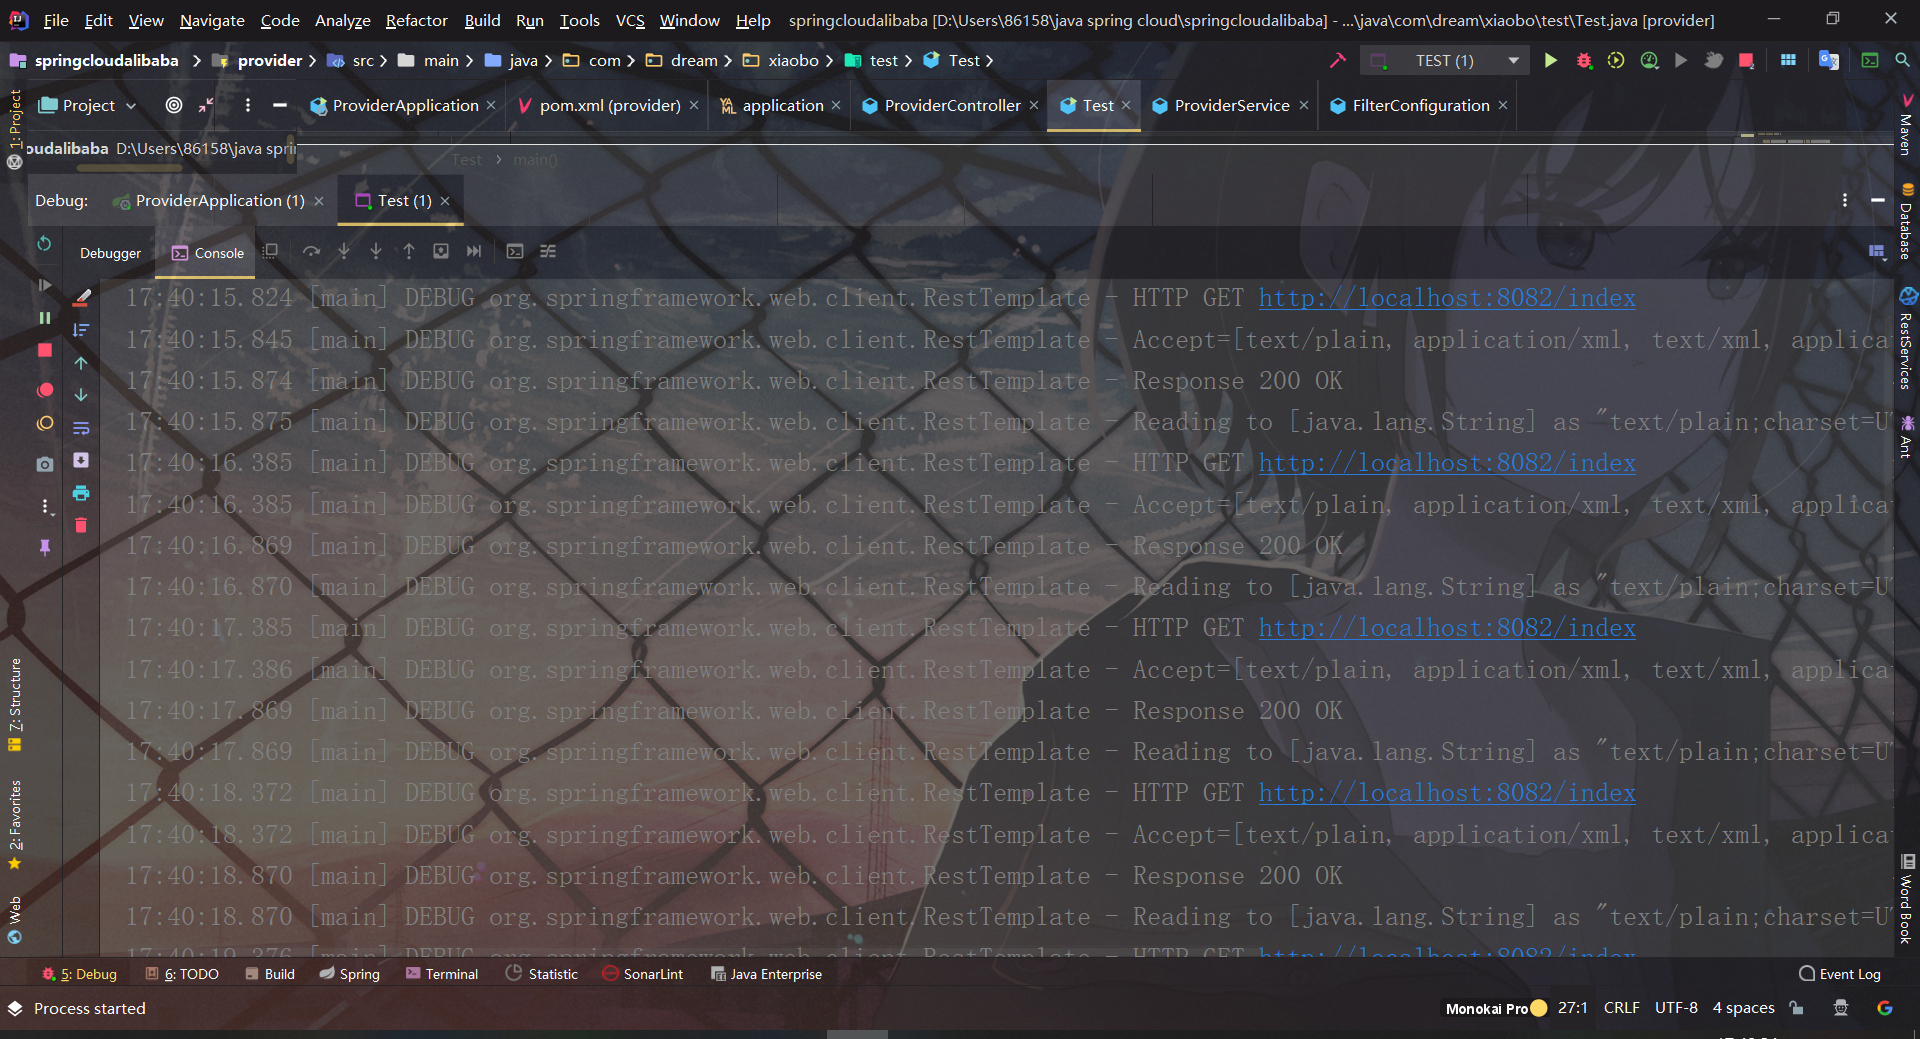 File Edit View Navigate Code Analyze Refactor Build Run Tools VCS Window Help springcloudalibaba [D:\Users\86158\java spring cloud\springcloudalibaba] - ...\java\com\dream\xiaobo\test\Test.java [provider]
springcloudalibaba provider src main java com dream xiaobo test Test TEST (1)
Project ProviderApplication pom.xml (provider) application ProviderController Test ProviderService FilterConfiguration
oudalibaba D:\Users\86158\java spri
Test main()
Debug: ProviderApplication (1) Test (1)
Debugger Console
17:40:15.824 [main] DEBUG org.springframework.web.client.RestTemplate - HTTP GET http://localhost:8082/index
17:40:15.845 [main] DEBUG org.springframework.web.client.RestTemplate - Accept=[text/plain, application/xml, text/xml, applica
17:40:15.874 [main] DEBUG org.springframework.web.client.RestTemplate - Response 200 OK
17:40:15.875 [main] DEBUG org.springframework.web.client.RestTemplate - Reading to [java.lang.String] as "text/plain;charset=U
17:40:16.385 [main] DEBUG org.springframework.web.client.RestTemplate - HTTP GET http://localhost:8082/index
17:40:16.385 [main] DEBUG org.springframework.web.client.RestTemplate - Accept=[text/plain, application/xml, text/xml, applica
17:40:16.869 [main] DEBUG org.springframework.web.client.RestTemplate - Response 200 OK
17:40:16.870 [main] DEBUG org.springframework.web.client.RestTemplate - Reading to [java.lang.String] as "text/plain;charset=U
17:40:17.385 [main] DEBUG org.springframework.web.client.RestTemplate - HTTP GET http://localhost:8082/index
17:40:17.386 [main] DEBUG org.springframework.web.client.RestTemplate - Accept=[text/plain, application/xml, text/xml, applica
17:40:17.869 [main] DEBUG org.springframework.web.client.RestTemplate - Response 200 OK
17:40:17.869 [main] DEBUG org.springframework.web.client.RestTemplate - Reading to [java.lang.String] as "text/plain;charset=U
17:40:18.372 [main] DEBUG org.springframework.web.client.RestTemplate - HTTP GET http://localhost:8082/index
17:40:18.372 [main] DEBUG org.springframework.web.client.RestTemplate - Accept=[text/plain, application/xml, text/xml, applica
17:40:18.870 [main] DEBUG org.springframework.web.client.RestTemplate - Response 200 OK
17:40:18.870 [main] DEBUG org.springframework.web.client.RestTemplate - Reading to [java.lang.String] as "text/plain;charset=U
17:40:19.376 [main] DEBUG org.springframework.web.client.RestTemplate - HTTP GET http://localhost:8082/index
1: Project
Z: Structure
2: Favorites
Web
Maven
Database
RestServices
Ant
Word Book
5: Debug 6: TODO Build Spring Terminal Statistic SonarLint Java Enterprise Event Log
Process started Monokai Pro 27:1 CRLF UTF-8 4 spaces